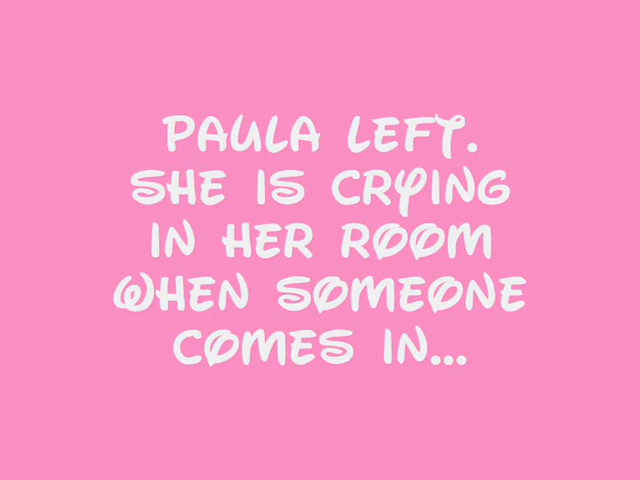 PAULA LEFT.
SHE IS CRYING
IN HER ROOM
WHEN SOMEONE
COMES IN...